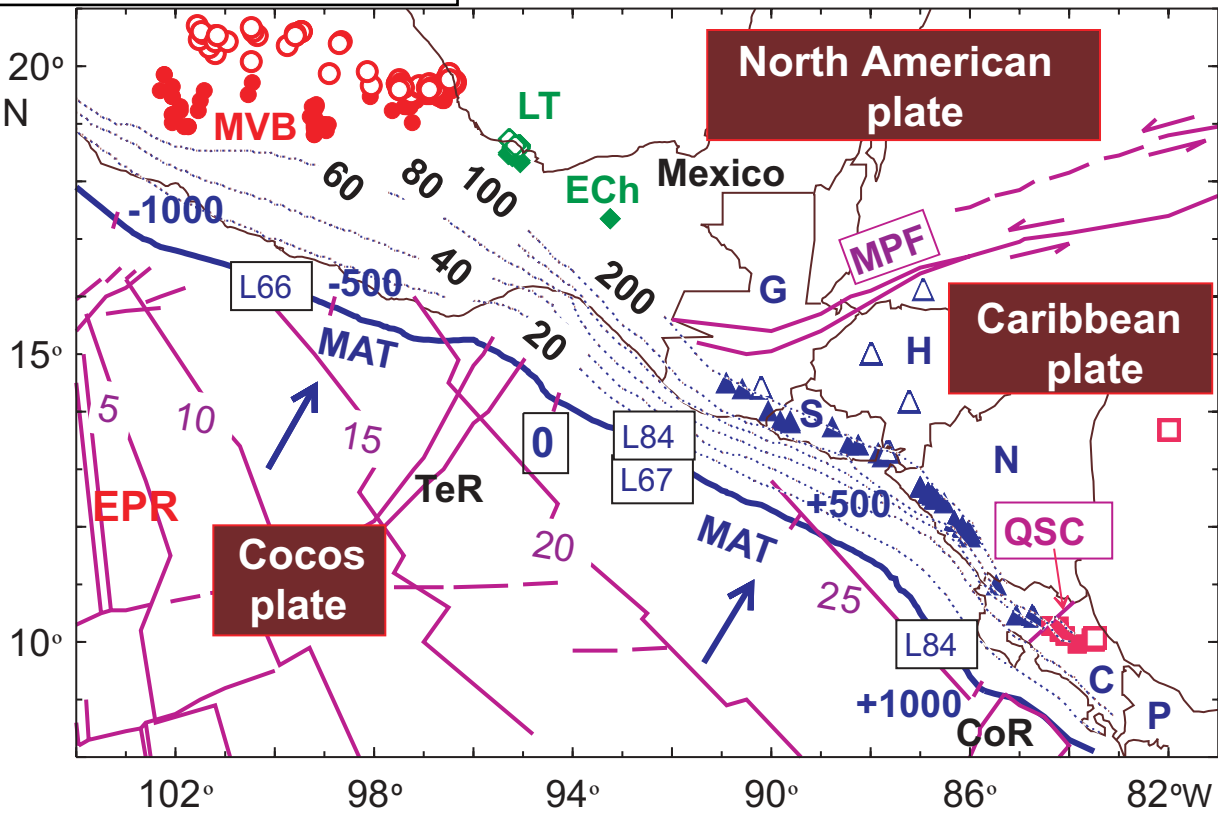 North American
plate
20°
N
LT
MVB
ECh
Mexico
60
80
100
-1000
40
200
MPF
G
L66
-500
Caribbean
plate
MAT
20
H
15°
5
10
15
0
L84
S
L67
N
EPR
TeR
+500
MAT
QSC
Cocos
plate
20
25
10°
L84
C
+1000
P
CoR
102°
98°
94°
90°
86°
82°W